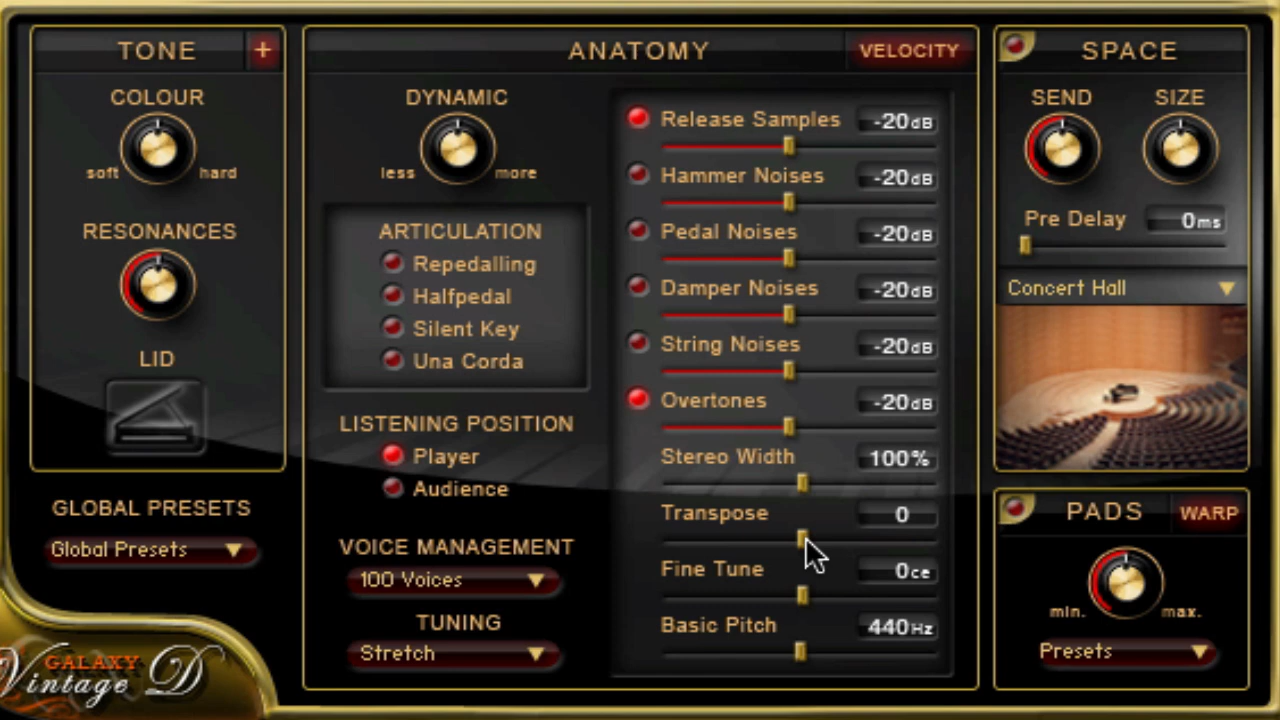 TONE +
COLOUR
soft hard
RESONANCES
LID
GLOBAL PRESETS
Global Presets
GALAXY
Vintage D
ANATOMY VELOCITY
DYNAMIC
less more
ARTICULATION
Repedalling
Halfpedal
Silent Key
Una Corda
LISTENING POSITION
Player
Audience
VOICE MANAGEMENT
100 Voices
TUNING
Stretch
Release Samples -20dB
Hammer Noises -20dB
Pedal Noises -20dB
Damper Noises -20dB
String Noises -20dB
Overtones -20dB
Stereo Width 100%
Transpose 0
Fine Tune 0ce
Basic Pitch 440Hz
SPACE
SEND SIZE
Pre Delay 0ms
Concert Hall
PADS WARP
min. max.
Presets